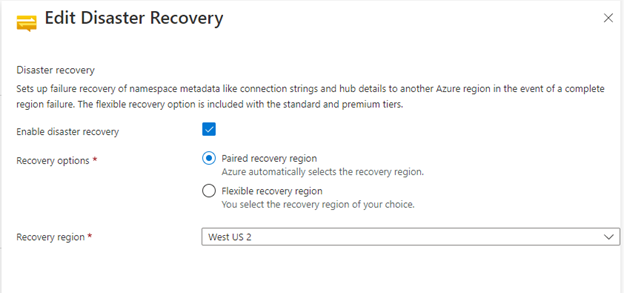 Edit Disaster Recovery
Disaster recovery
Sets up failure recovery of namespace metadata like connection strings and hub details to another Azure region in the event of a complete
region failure. The flexible recovery option is included with the standard and premium tiers.
Enable disaster recovery
Recovery options *
Paired recovery region
Azure automatically selects the recovery region.
Flexible recovery region
You select the recovery region of your choice.
Recovery region *
West US 2